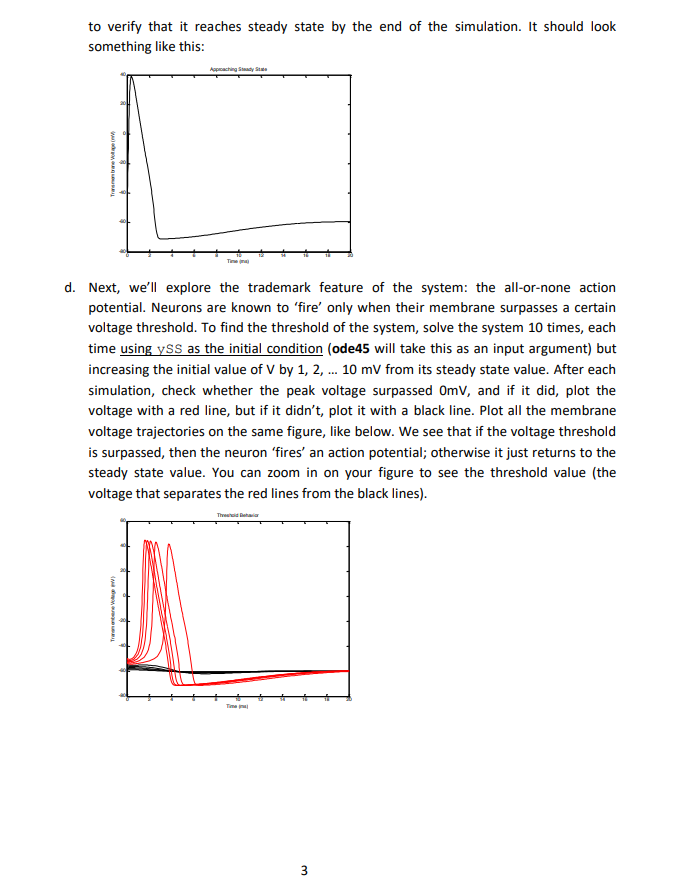 to verify that it reaches steady state by the end of the simulation. It should look
something like this:
Approaching Steady State
40
20
0
-20
-40
-60
-80
Transmembrane Voltage (mV)
0 2 4 6 8 10 12 14 16 18 20
Time (ms)
d. Next, we’ll explore the trademark feature of the system: the all-or-none action
potential. Neurons are known to ‘fire’ only when their membrane surpasses a certain
voltage threshold. To find the threshold of the system, solve the system 10 times, each
time using ySS as the initial condition (ode45 will take this as an input argument) but
increasing the initial value of V by 1, 2, … 10 mV from its steady state value. After each
simulation, check whether the peak voltage surpassed 0mV, and if it did, plot the
voltage with a red line, but if it didn’t, plot it with a black line. Plot all the membrane
voltage trajectories on the same figure, like below. We see that if the voltage threshold
is surpassed, then the neuron ‘fires’ an action potential; otherwise it just returns to the
steady state value. You can zoom in on your figure to see the threshold value (the
voltage that separates the red lines from the black lines).
Threshold Behavior
60
40
20
0
-20
-40
-60
-80
Transmembrane Voltage (mV)
0 2 4 6 8 10 12 14 16 18 20
Time (ms)
3